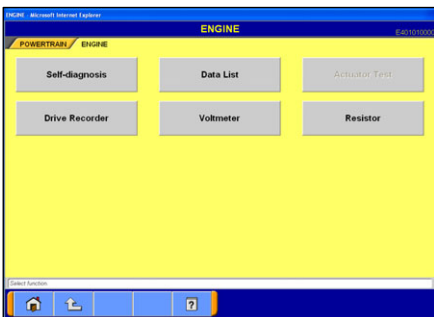 ENGINE - Microsoft Internet Explorer
ENGINE
E401010000
POWERTRAIN ENGINE
Self-diagnosis Data List Actuator Test
Drive Recorder Voltmeter Resistor
Select function.
?